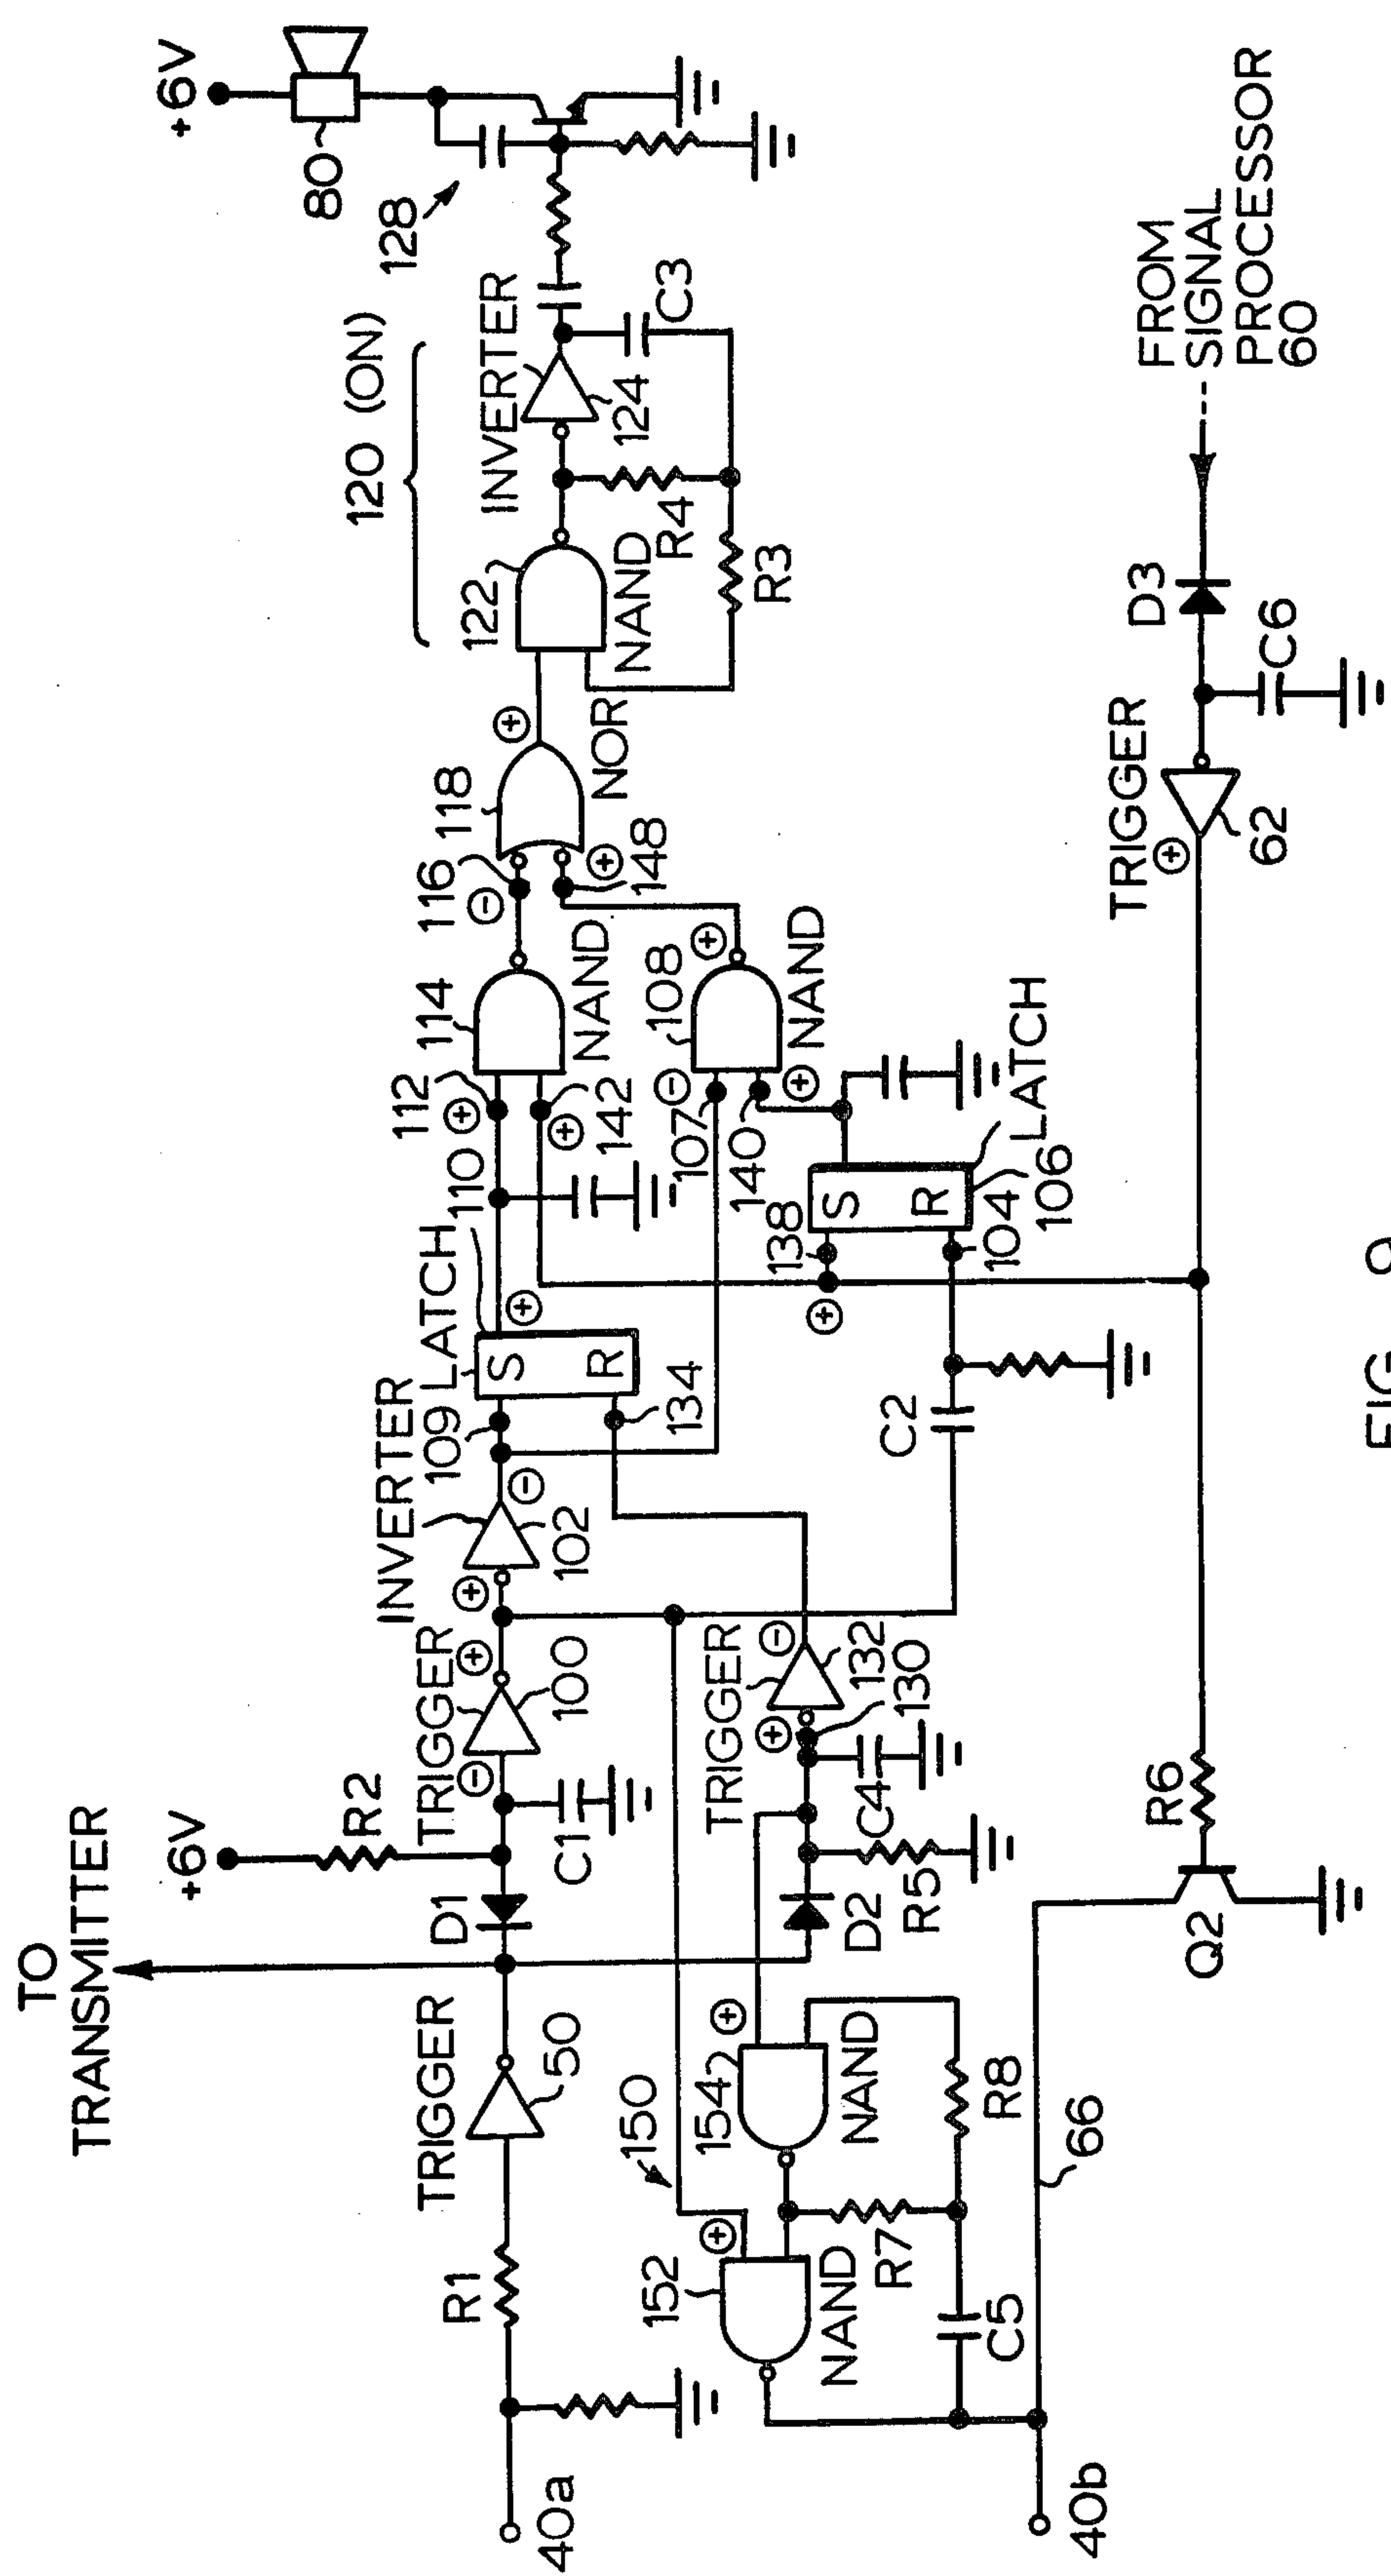 TO
TRANSMITTER
+6V
R2
40a
R1
TRIGGER
50
D1
C1
TRIGGER
100
⊖
⊕
⊕
INVERTER
102
⊖
109
LATCH
110
S
R
134
⊕
112
⊕
142
⊕
114
NAND
116
⊖
118
NOR
⊕
148
⊕
120 (ON)
122
NAND
R4
R3
INVERTER
124
C3
128
80
+6V
150
152
NAND
⊕
154
NAND
⊕
R7
R8
C5
D2
R5
C4
TRIGGER
⊕
132
130
⊖
C2
107
⊖
140
⊕
108
NAND
⊕
138
⊕
S
R
104
106
LATCH
40b
66
Q2
R6
TRIGGER
⊕
62
C6
D3
FROM
SIGNAL
PROCESSOR
60